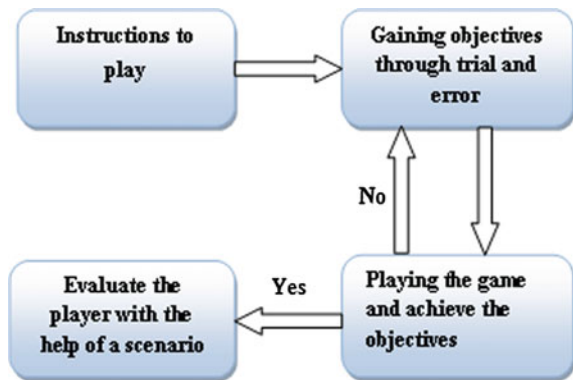 Instructions to
play
Gaining objectives
through trial and
error
No
Playing the game
and achieve the
objectives
Yes
Evaluate the
player with the
help of a scenario